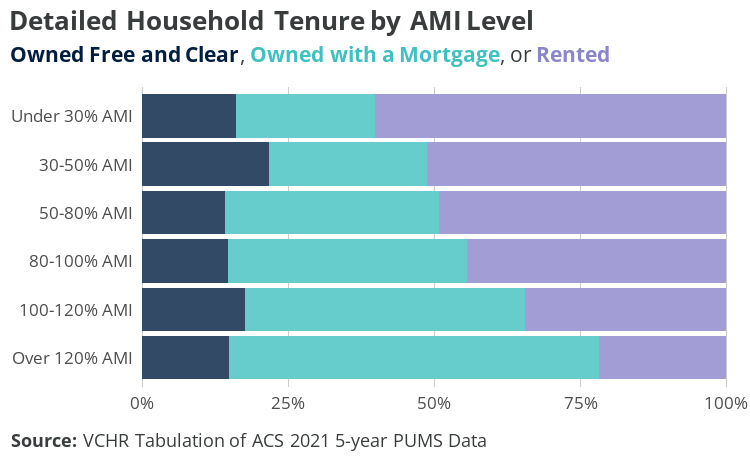 Detailed Household Tenure by AMI Level
Owned Free and Clear, Owned with a Mortgage, or Rented
Under 30% AMI
30-50% AMI
50-80% AMI
80-100% AMI
100-120% AMI
Over 120% AMI
0% 25% 50% 75% 100%
Source: VCHR Tabulation of ACS 2021 5-year PUMS Data